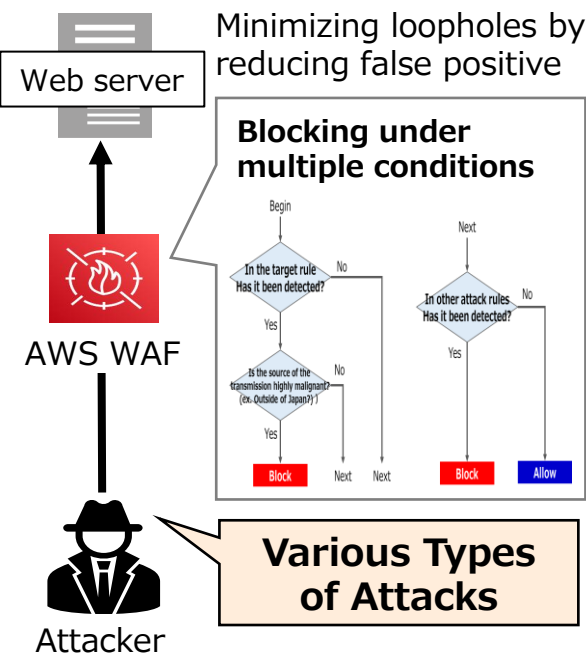 Minimizing loopholes by
reducing false positive
Web server
Blocking under
multiple conditions
Begin
In the target rule
Has it been detected?
No
Yes
Is the source of the
transmission highly malignant?
(ex. Outside of Japan?) )
No
Yes
Block
Next
Next
Next
In other attack rules
Has it been detected?
No
Yes
Block
Allow
AWS WAF
Various Types
of Attacks
Attacker